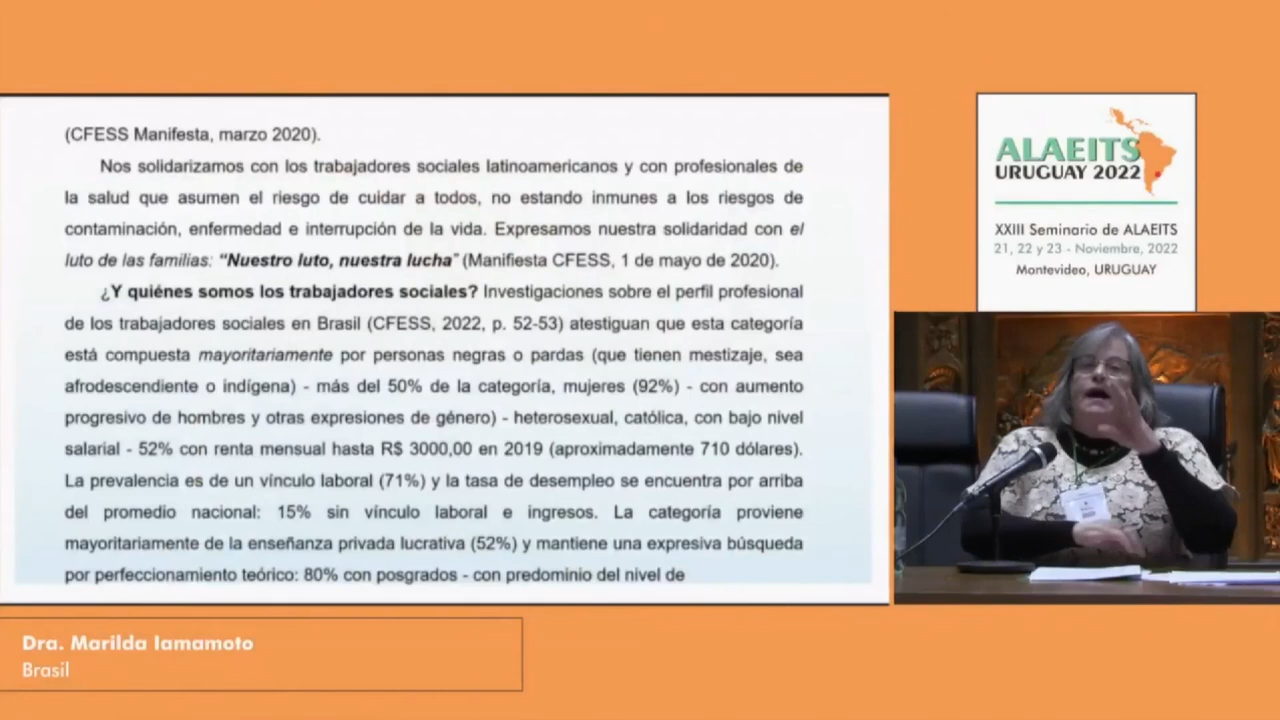 (CFESS Manifesta, marzo 2020).
Nos solidarizamos con los trabajadores sociales latinoamericanos y con profesionales de
la salud que asumen el riesgo de cuidar a todos, no estando inmunes a los riesgos de
contaminación, enfermedad e interrupción de la vida. Expresamos nuestra solidaridad con el
luto de las familias: “Nuestro luto, nuestra lucha” (Manifiesta CFESS, 1 de mayo de 2020).
¿Y quiénes somos los trabajadores sociales? Investigaciones sobre el perfil profesional
de los trabajadores sociales en Brasil (CFESS, 2022, p. 52-53) atestiguan que esta categoría
está compuesta mayoritariamente por personas negras o pardas (que tienen mestizaje, sea
afrodescendiente o indígena) - más del 50% de la categoría, mujeres (92%) - con aumento
progresivo de hombres y otras expresiones de género) - heterosexual, católica, con bajo nivel
salarial - 52% con renta mensual hasta R$ 3000,00 en 2019 (aproximadamente 710 dólares).
La prevalencia es de un vínculo laboral (71%) y la tasa de desempleo se encuentra por arriba
del promedio nacional: 15% sin vínculo laboral e ingresos. La categoría proviene
mayoritariamente de la enseñanza privada lucrativa (52%) y mantiene una expresiva búsqueda
por perfeccionamiento teórico: 80% con posgrados - con predominio del nivel de
ALAEITS
URUGUAY 2022
XXIII Seminario de ALAEITS
21, 22 y 23 - Noviembre, 2022
Montevideo, URUGUAY
Dra. Marilda Iamamoto
Brasil